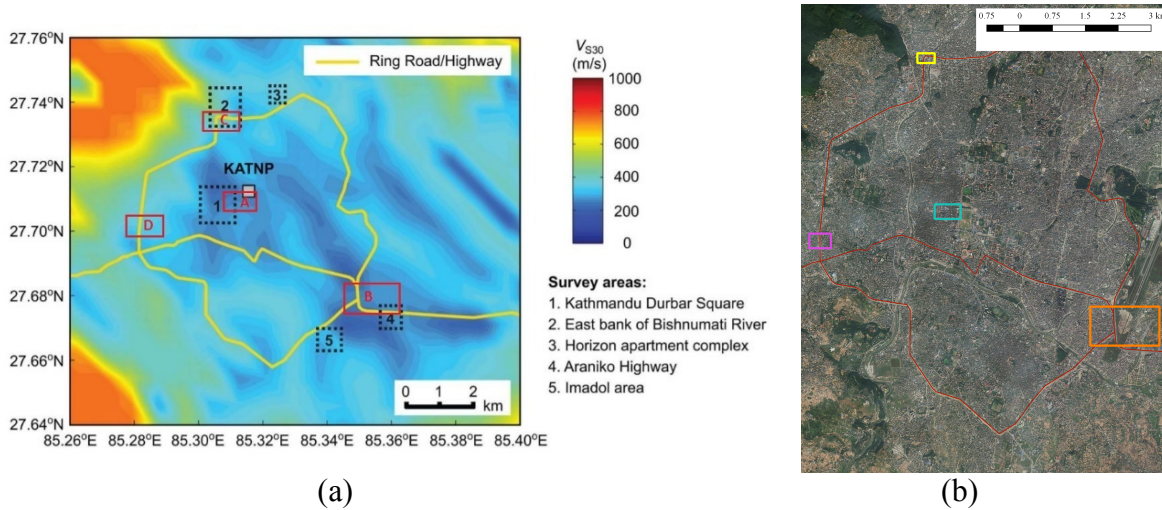 27.76°N
27.74°N
27.72°N
27.70°N
27.68°N
27.66°N
27.64°N
85.26°E
85.28°E
85.30°E
85.32°E
85.34°E
85.36°E
85.38°E
85.40°E
Ring Road/Highway
2
C
3
KATNP
1
A
D
B
4
5
0 1 2
km
VS30
(m/s)
1000
800
600
400
200
0
Survey areas:
1. Kathmandu Durbar Square
2. East bank of Bishnumati River
3. Horizon apartment complex
4. Araniko Highway
5. Imadol area
(a)
0.75 0 0.75 1.5 2.25 3 km
(b)